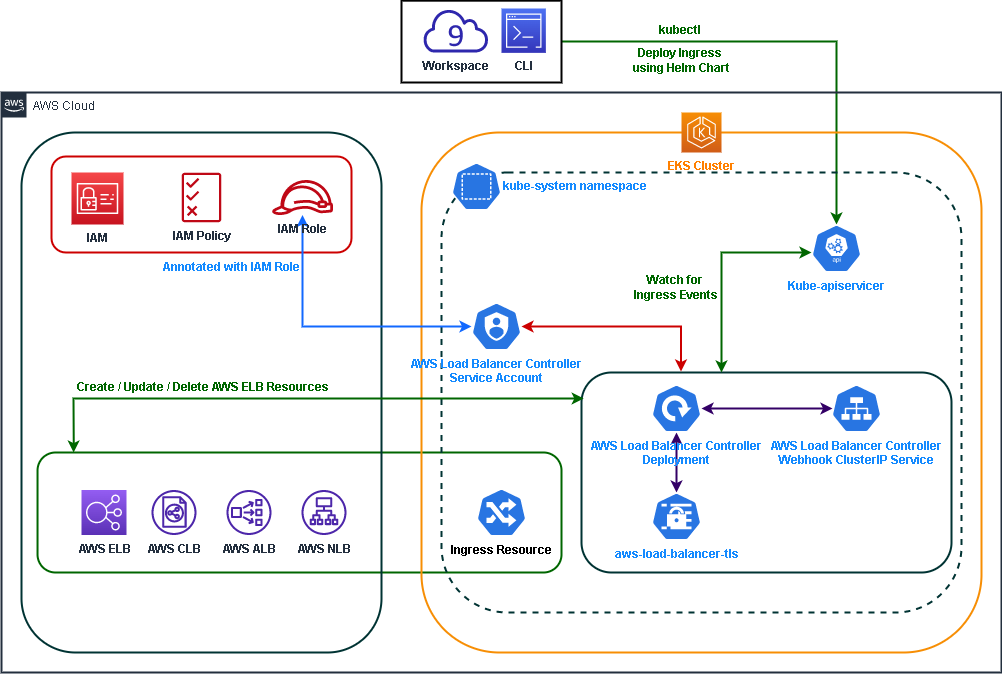 9
Workspace
CLI
kubectl
Deploy Ingress
using Helm Chart
aws
AWS Cloud
EKS Cluster
kube-system namespace
IAM
IAM Policy
IAM Role
Annotated with IAM Role
api
Kube-apiservicer
Watch for
Ingress Events
AWS Load Balancer Controller
Service Account
Create / Update / Delete AWS ELB Resources
AWS Load Balancer Controller
Deployment
AWS Load Balancer Controller
Webhook ClusterIP Service
AWS ELB
AWS CLB
AWS ALB
AWS NLB
Ingress Resource
aws-load-balancer-tls